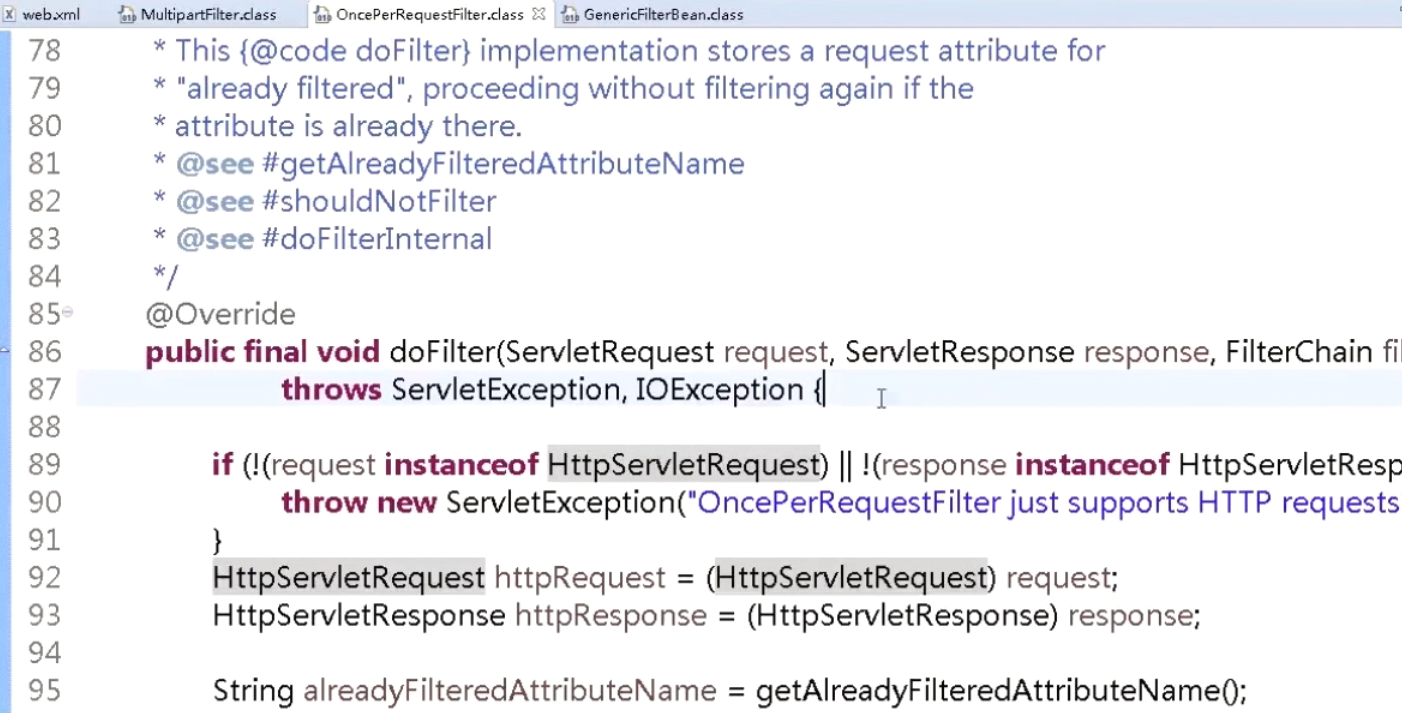 web.xml MultipartFilter.class OncePerRequestFilter.class GenericFilterBean.class
78 * This {@code doFilter} implementation stores a request attribute for
79 * "already filtered", proceeding without filtering again if the
80 * attribute is already there.
81 * @see #getAlreadyFilteredAttributeName
82 * @see #shouldNotFilter
83 * @see #doFilterInternal
84 */
85 @Override
86 public final void doFilter(ServletRequest request, ServletResponse response, FilterChain fil
87 throws ServletException, IOException {
88
89 if (!(request instanceof HttpServletRequest) || !(response instanceof HttpServletResp
90 throw new ServletException("OncePerRequestFilter just supports HTTP requests
91 }
92 HttpServletRequest httpRequest = (HttpServletRequest) request;
93 HttpServletResponse httpResponse = (HttpServletResponse) response;
94
95 String alreadyFilteredAttributeName = getAlreadyFilteredAttributeName();